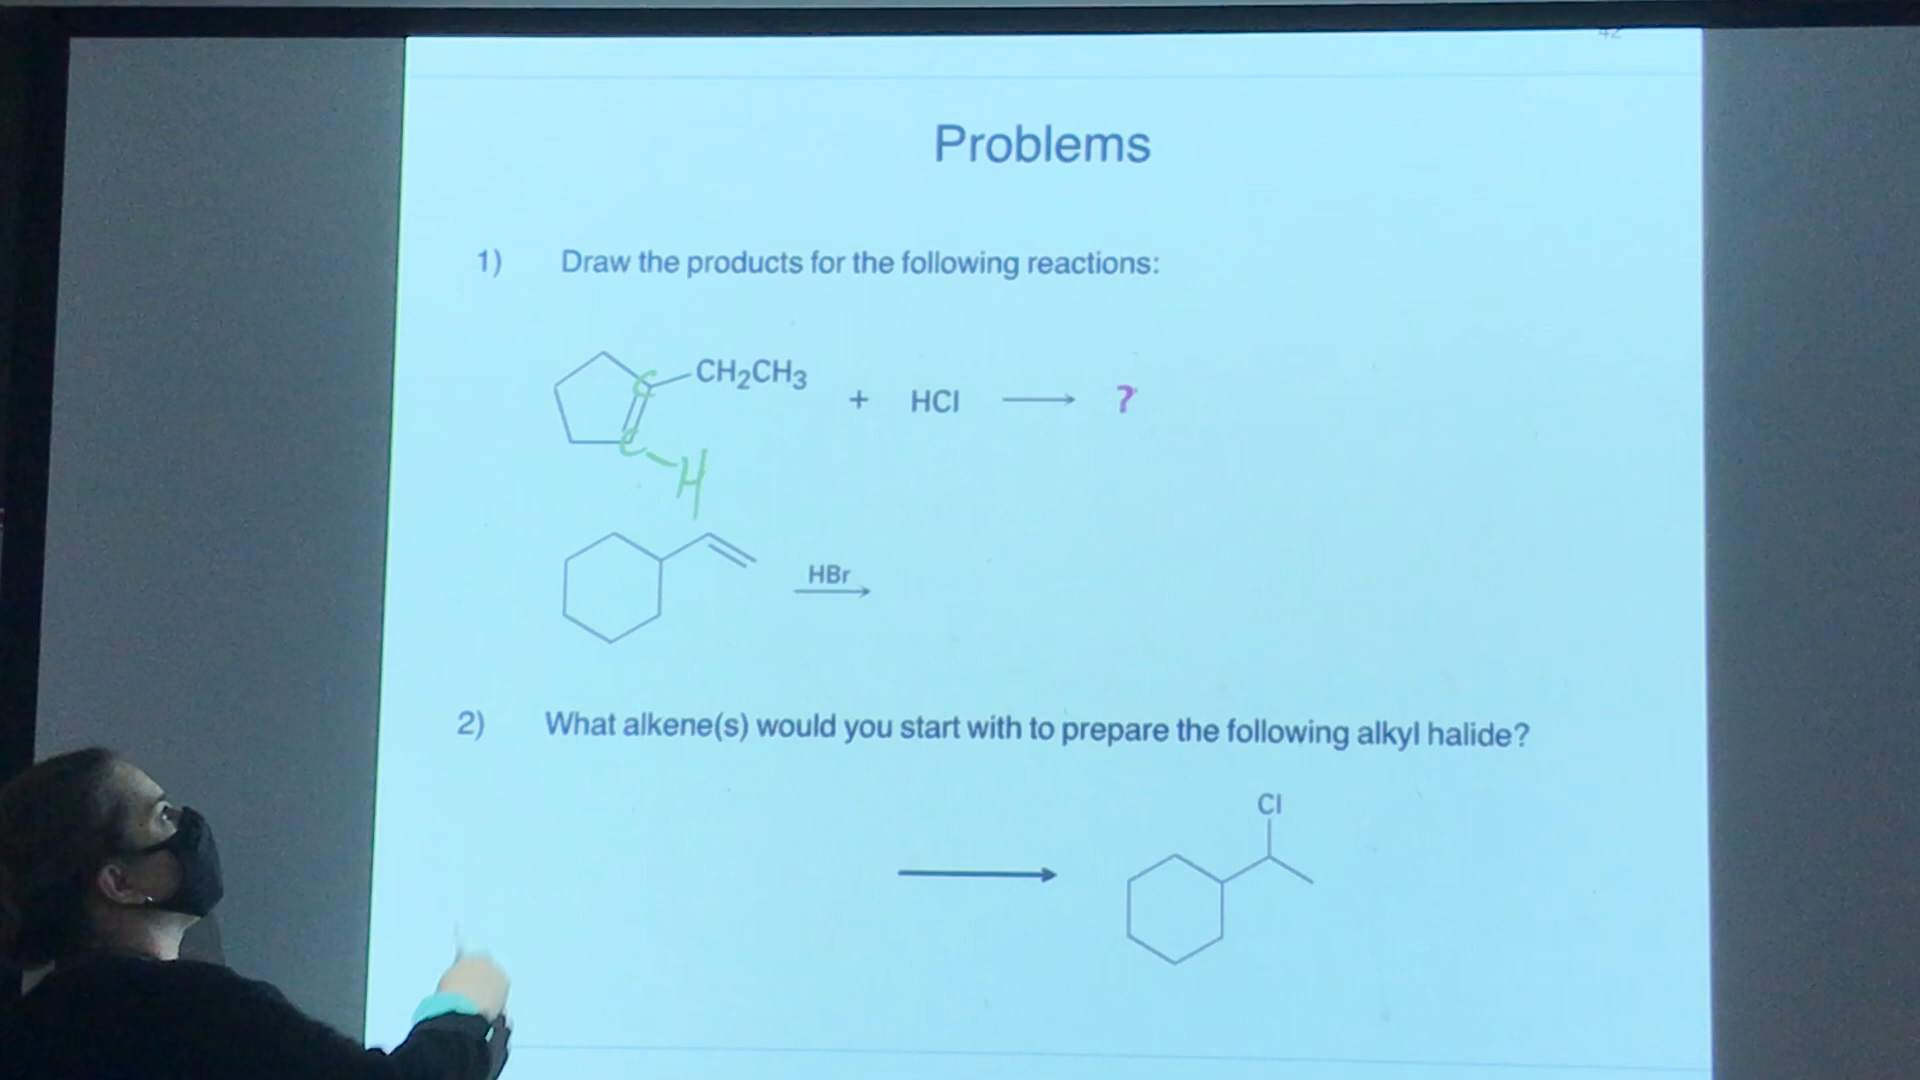 42
Problems
1) Draw the products for the following reactions:
CH2CH3
C
+ HCl ?
C-H
HBr
2) What alkene(s) would you start with to prepare the following alkyl halide?
Cl